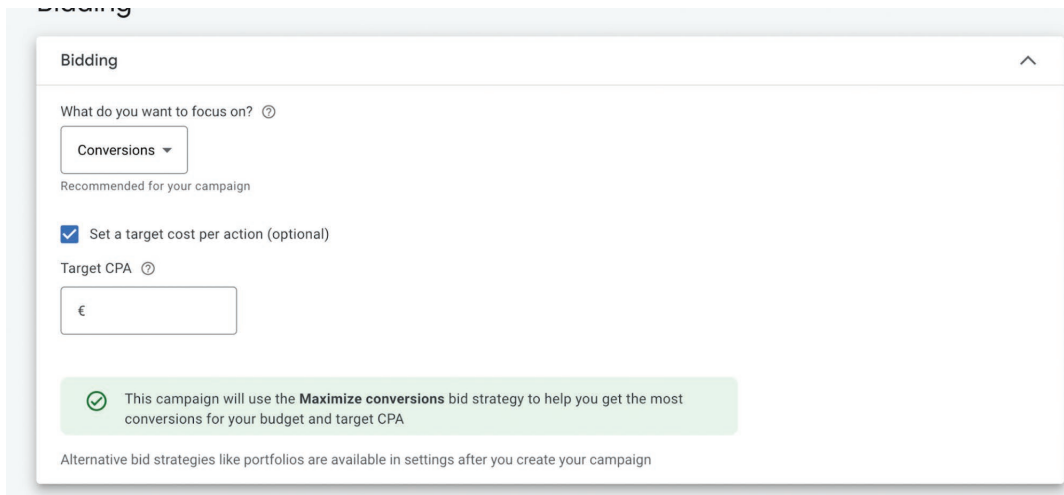 Bidding
Bidding
What do you want to focus on?
Conversions
Recommended for your campaign
Set a target cost per action (optional)
Target CPA
€
This campaign will use the Maximize conversions bid strategy to help you get the most
conversions for your budget and target CPA
Alternative bid strategies like portfolios are available in settings after you create your campaign